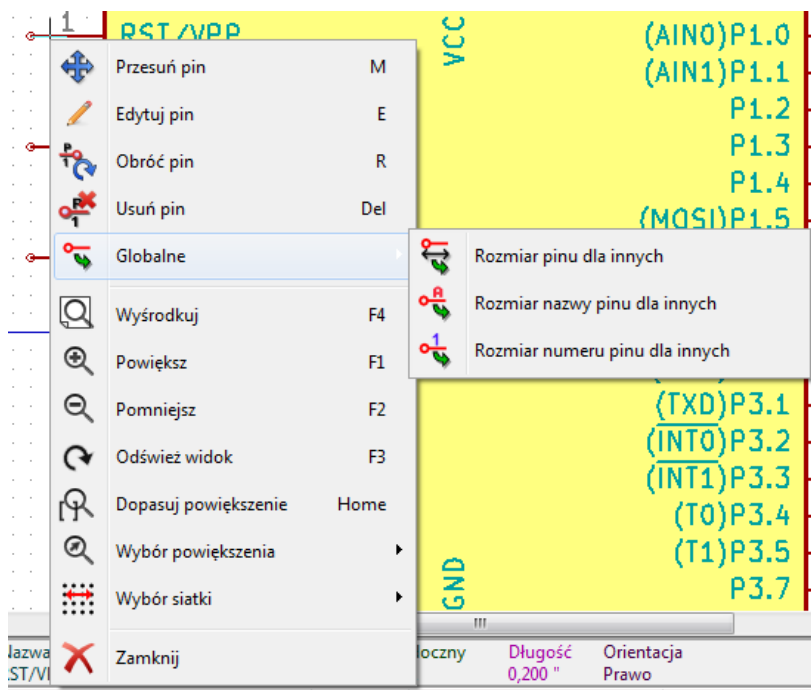 1
RST/VPP
VCC
(AIN0)P1.0
(AIN1)P1.1
P1.2
P1.3
P1.4
(MOSI)P1.5
Przesuń pin M
Edytuj pin E
Obróć pin R
Usuń pin Del
Globalne
Rozmiar pinu dla innych
Rozmiar nazwy pinu dla innych
Rozmiar numeru pinu dla innych
Wyśrodkuj F4
Powiększ F1
Pomniejsz F2
Odśwież widok F3
Dopasuj powiększenie Home
Wybór powiększenia
Wybór siatki
Zamknij
(TXD)P3.1
(INT0)P3.2
(INT1)P3.3
(T0)P3.4
(T1)P3.5
P3.7
GND
Nazwa
Długość
Orientacja
0,200 "
Prawo